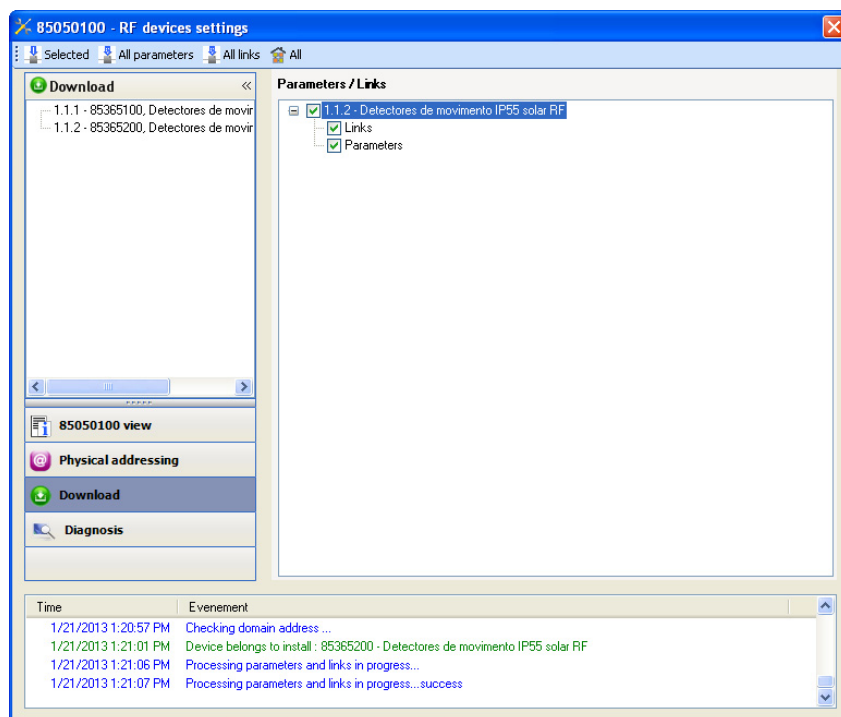 85050100 - RF devices settings
Selected All parameters All links All
Download «
1.1.1 - 85365100, Detectores de movir
1.1.2 - 85365200, Detectores de movir
85050100 view
Physical addressing
Download
Diagnosis
Parameters / Links
1.1.2 - Detectores de movimento IP55 solar RF
Links
Parameters
Time Evenement
1/21/2013 1:20:57 PM Checking domain address ...
1/21/2013 1:21:01 PM Device belongs to install : 85365200 - Detectores de movimento IP55 solar RF
1/21/2013 1:21:06 PM Processing parameters and links in progress...
1/21/2013 1:21:07 PM Processing parameters and links in progress...success